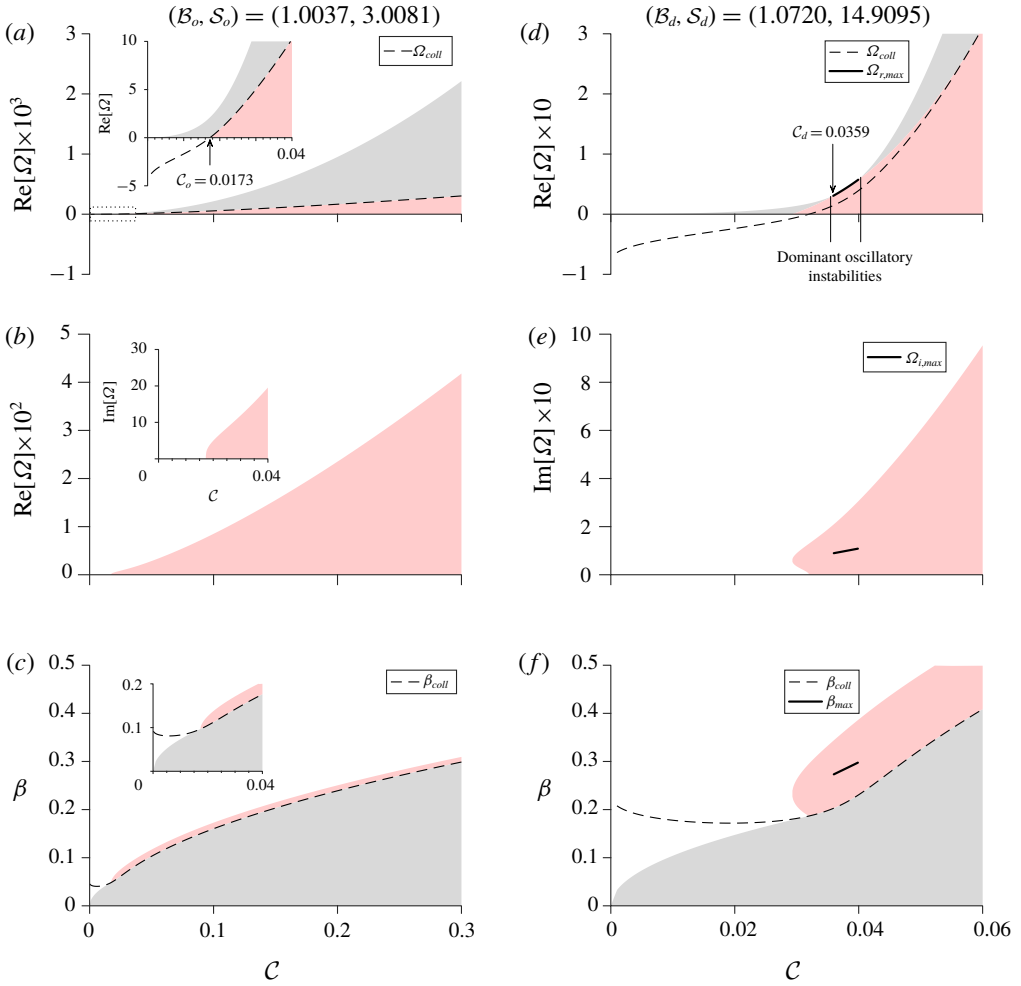 (𝓑ₒ, 𝓢ₒ) = (1.0037, 3.0081)
(a)
3
2
1
0
−1
Re[Ω]×10³
10
5
0
−5
Re[Ω]
0.04
𝒞ₒ = 0.0173
Ω_coll
(b)
5
4
3
2
1
0
Re[Ω]×10²
30
20
10
0
Im[Ω]
0.04
𝒞
(c)
0.5
0.4
0.3
0.2
0.1
0
β
0.2
0.1
0
0.04
β_coll
0
0.1
0.2
0.3
𝒞
(𝓑_d, 𝓢_d) = (1.0720, 14.9095)
(d)
3
2
1
0
−1
Re[Ω]×10
Ω_coll
Ω_r,max
𝒞_d = 0.0359
Dominant oscillatory
instabilities
(e)
10
8
6
4
2
0
Im[Ω]×10
Ω_i,max
(f)
0.5
0.4
0.3
0.2
0.1
0
β
β_coll
β_max
0
0.02
0.04
0.06
𝒞